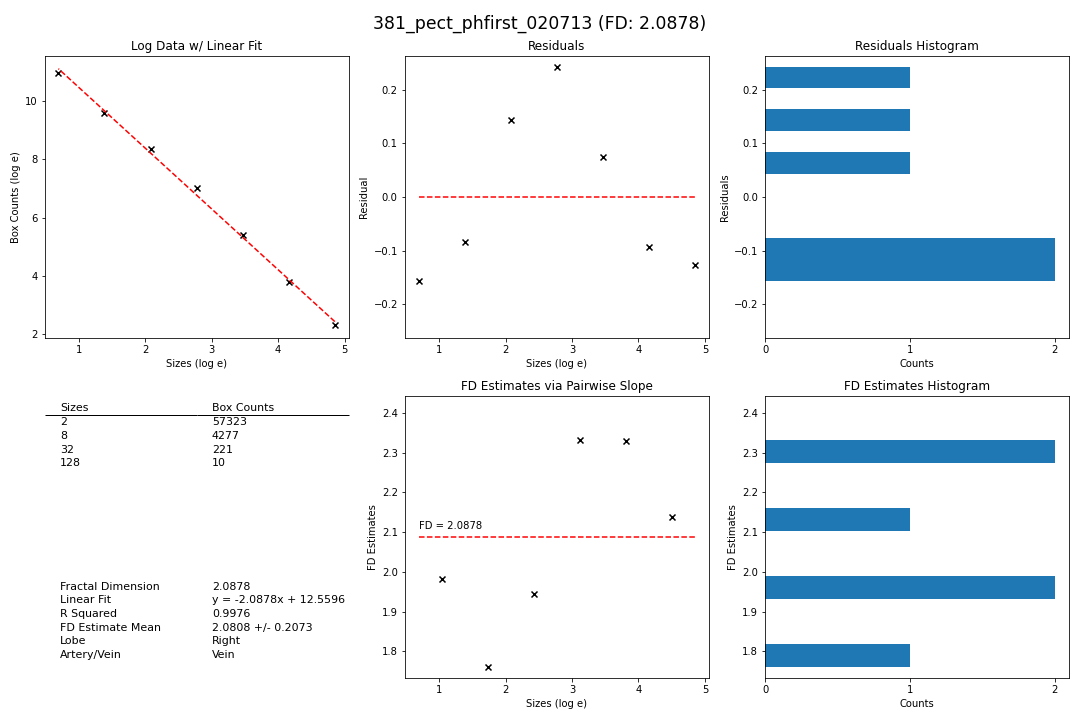 381_pect_phfirst_020713 (FD: 2.0878)
Log Data w/ Linear Fit
Box Counts (log e)
10
8
6
4
2
1 2 3 4 5
Sizes (log e)
Residuals
Residual
0.2
0.1
0.0
−0.1
−0.2
1 2 3 4 5
Sizes (log e)
Residuals Histogram
Residuals
0.2
0.1
0.0
−0.1
−0.2
0 1 2
Counts
Sizes Box Counts
2 57323
8 4277
32 221
128 10
Fractal Dimension 2.0878
Linear Fit y = -2.0878x + 12.5596
R Squared 0.9976
FD Estimate Mean 2.0808 +/- 0.2073
Lobe Right
Artery/Vein Vein
FD Estimates via Pairwise Slope
FD Estimates
2.4
2.3
2.2
2.1
2.0
1.9
1.8
FD = 2.0878
1 2 3 4 5
Sizes (log e)
FD Estimates Histogram
FD Estimates
2.4
2.3
2.2
2.1
2.0
1.9
1.8
0 1 2
Counts